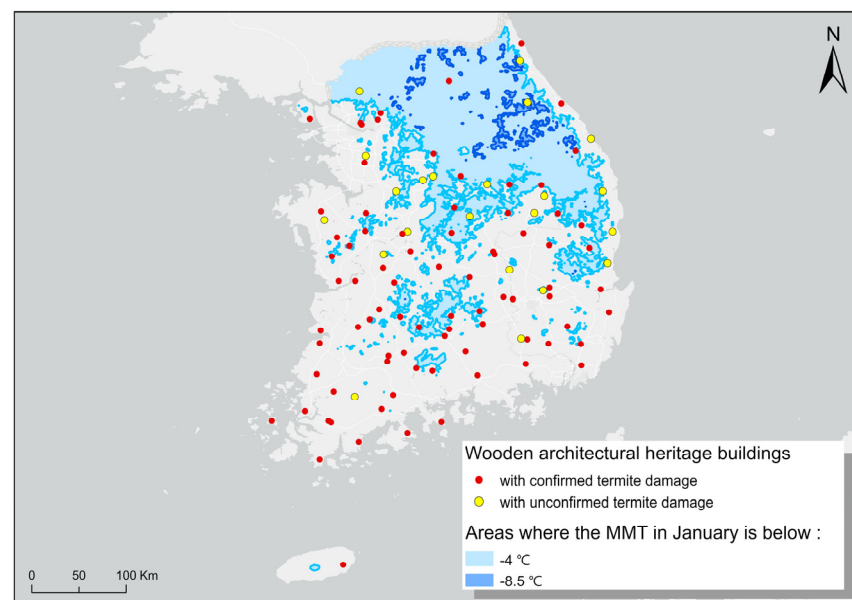 N
Wooden architectural heritage buildings
with confirmed termite damage
with unconfirmed termite damage
Areas where the MMT in January is below :
-4 ℃
-8.5 ℃
0 50 100 Km